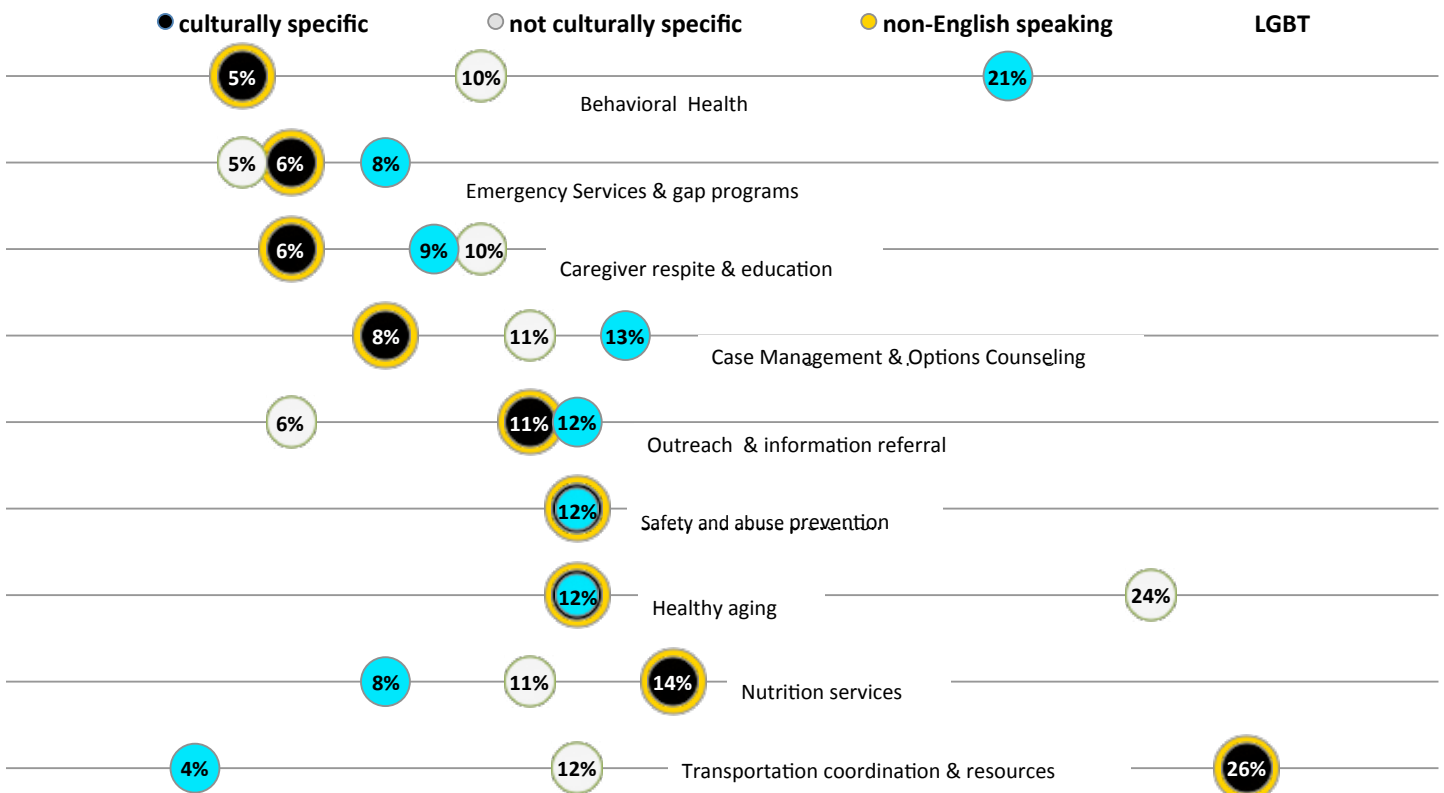 culturally specific not culturally specific non-English speaking LGBT
5% 10% 21%
Behavioral Health
5% 6% 8%
Emergency Services & gap programs
6% 9% 10%
Caregiver respite & education
8% 11% 13%
Case Management & Options Counseling
6% 11% 12%
Outreach & information referral
12%
Safety and abuse prevention
12% 24%
Healthy aging
8% 11% 14%
Nutrition services
4% 12% 26%
Transportation coordination & resources